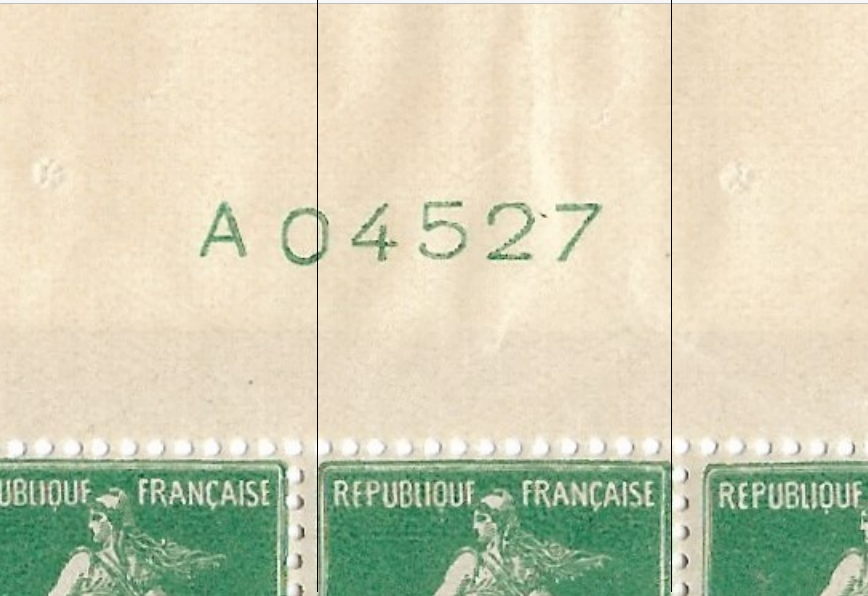 A 04527
UBLIQUE FRANÇAISE
REPUBLIQUE FRANÇAISE
REPUBLIQUE